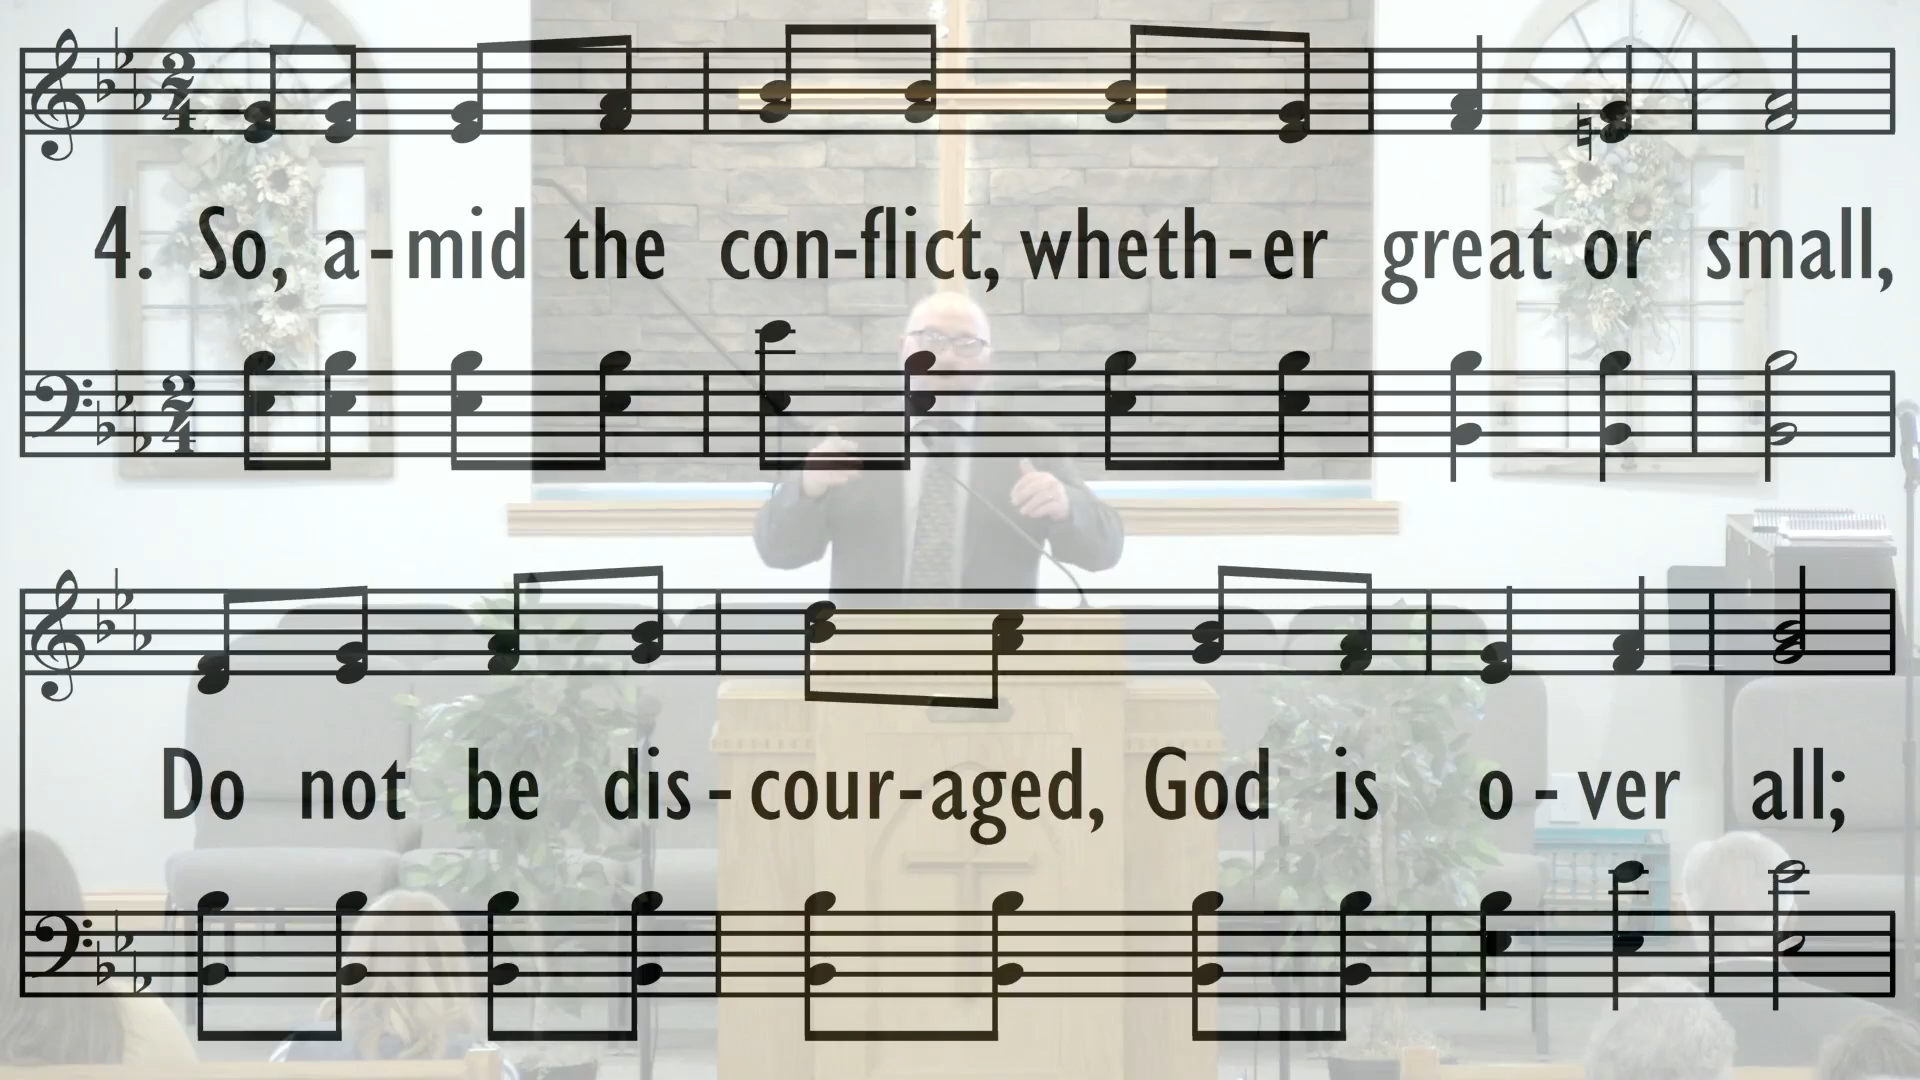 4. So, a-mid the con-flict, wheth-er great or small,
Do not be dis-cour-aged, God is o-ver all;